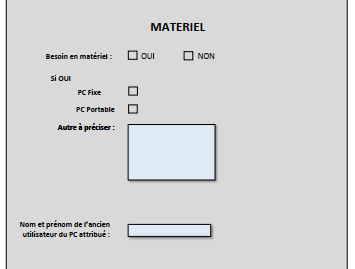 MATERIEL
Besoin en matériel : OUI NON
Si OUI
PC Fixe
PC Portable
Autre à préciser :
Nom et prénom de l'ancien
utilisateur du PC attribué :